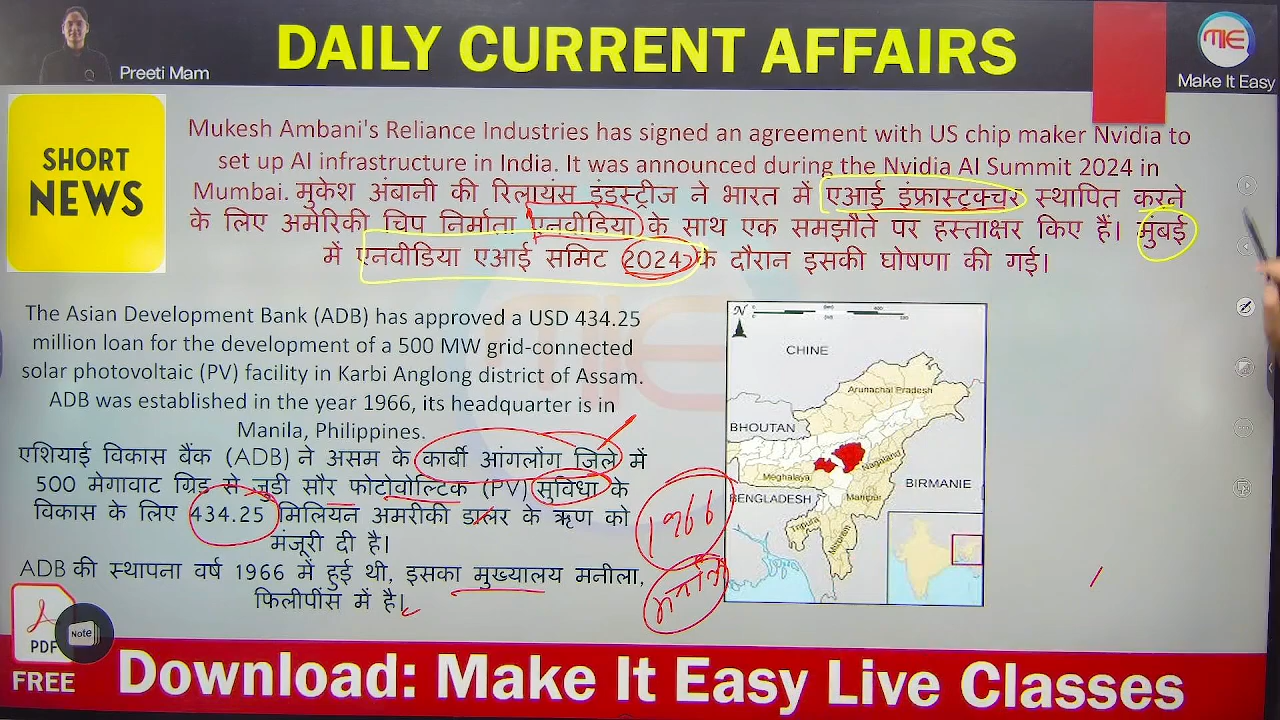 Preeti Mam
DAILY CURRENT AFFAIRS
Make It Easy
SHORT
NEWS
Mukesh Ambani's Reliance Industries has signed an agreement with US chip maker Nvidia to
set up AI infrastructure in India. It was announced during the Nvidia AI Summit 2024 in
Mumbai. मुकेश अंबानी की रिलायंस इंडस्ट्रीज ने भारत में एआई इंफ्रास्ट्रक्चर स्थापित करने
के लिए अमेरिकी चिप निर्माता एनवीडिया के साथ एक समझौते पर हस्ताक्षर किए हैं। मुंबई
में एनवीडिया एआई समिट 2024 के दौरान इसकी घोषणा की गई।
The Asian Development Bank (ADB) has approved a USD 434.25
million loan for the development of a 500 MW grid-connected
solar photovoltaic (PV) facility in Karbi Anglong district of Assam.
ADB was established in the year 1966, its headquarter is in
Manila, Philippines.
एशियाई विकास बैंक (ADB) ने असम के कार्बी आंगलोंग जिले में
500 मेगावाट ग्रिड से जुड़ी सौर फोटोवोल्टिक (PV) सुविधा के
विकास के लिए 434.25 मिलियन अमरीकी डालर के ऋण को
मंजूरी दी है।
ADB की स्थापना वर्ष 1966 में हुई थी, इसका मुख्यालय मनीला,
फिलीपींस में है।
1966
N
CHINE
Arunachal Pradesh
BHOUTAN
Nagaland
Meghalaya
BIRMANIE
BENGLADESH
Manipur
Tripura
Mizoram
PDF
Note
FREE
Download: Make It Easy Live Classes